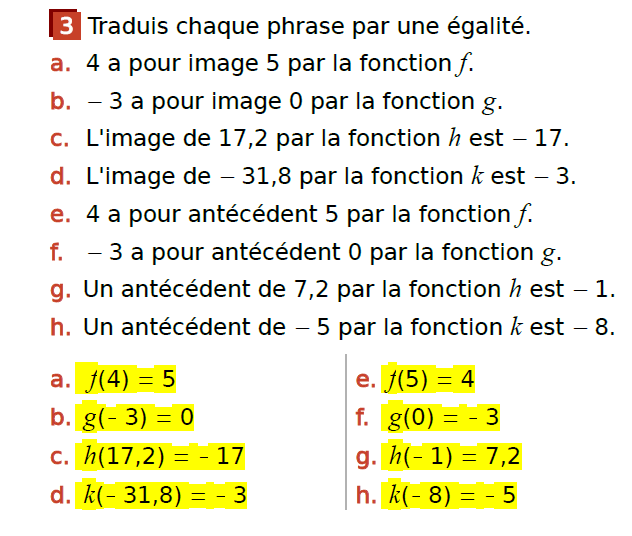 3 Traduis chaque phrase par une égalité.
a. 4 a pour image 5 par la fonction f.
b. – 3 a pour image 0 par la fonction g.
c. L'image de 17,2 par la fonction h est – 17.
d. L'image de – 31,8 par la fonction k est – 3.
e. 4 a pour antécédent 5 par la fonction f.
f. – 3 a pour antécédent 0 par la fonction g.
g. Un antécédent de 7,2 par la fonction h est – 1.
h. Un antécédent de – 5 par la fonction k est – 8.
a. f(4) = 5
b. g(– 3) = 0
c. h(17,2) = – 17
d. k(– 31,8) = – 3
e. f(5) = 4
f. g(0) = – 3
g. h(– 1) = 7,2
h. k(– 8) = – 5